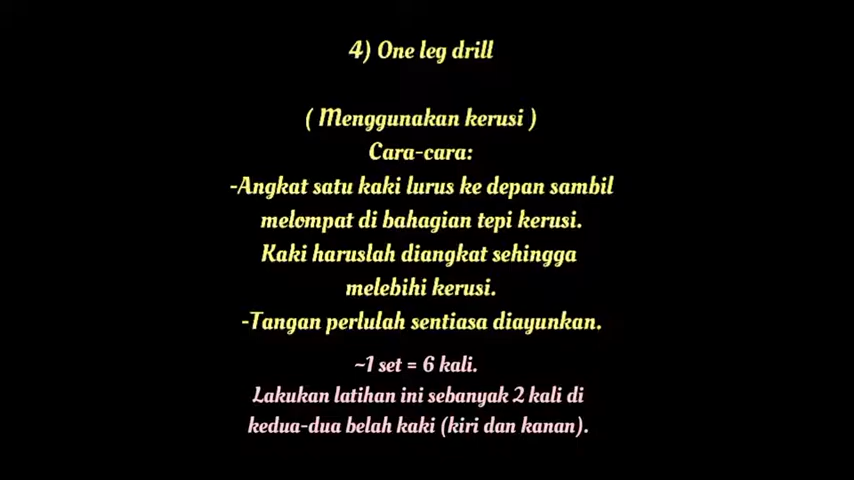 4) One leg drill
( Menggunakan kerusi )
Cara-cara:
-Angkat satu kaki lurus ke depan sambil
melompat di bahagian tepi kerusi.
Kaki haruslah diangkat sehingga
melebihi kerusi.
-Tangan perlulah sentiasa diayunkan.
~1 set = 6 kali.
Lakukan latihan ini sebanyak 2 kali di
kedua-dua belah kaki (kiri dan kanan).